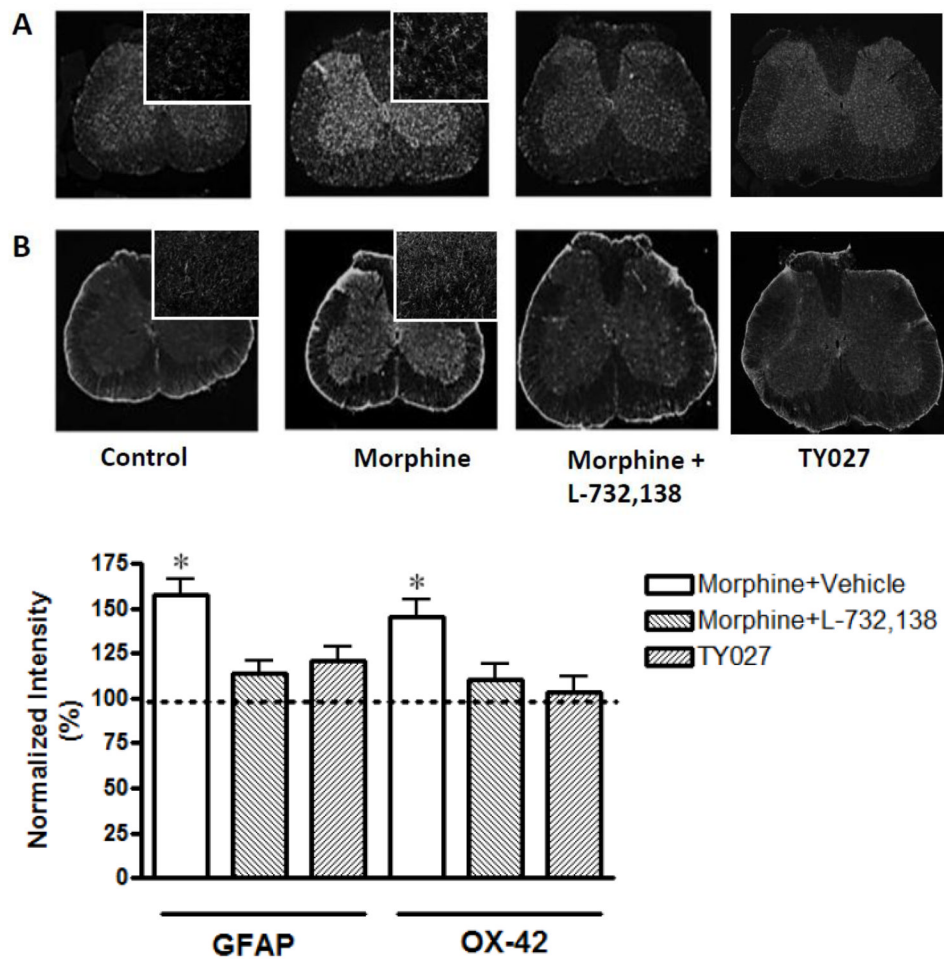 A
B
Control
Morphine
Morphine +
L-732,138
TY027
Normalized Intensity
(%)
175
150
125
100
75
50
25
0
*
*
GFAP
OX-42
Morphine+Vehicle
Morphine+L-732,138
TY027